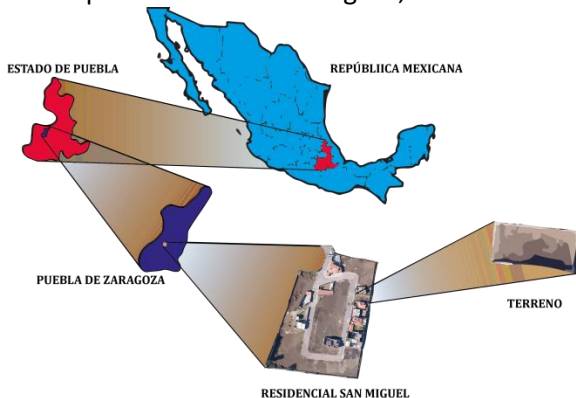 ESTADO DE PUEBLA
REPÚBLIICA MEXICANA
PUEBLA DE ZARAGOZA
TERRENO
RESIDENCIAL SAN MIGUEL